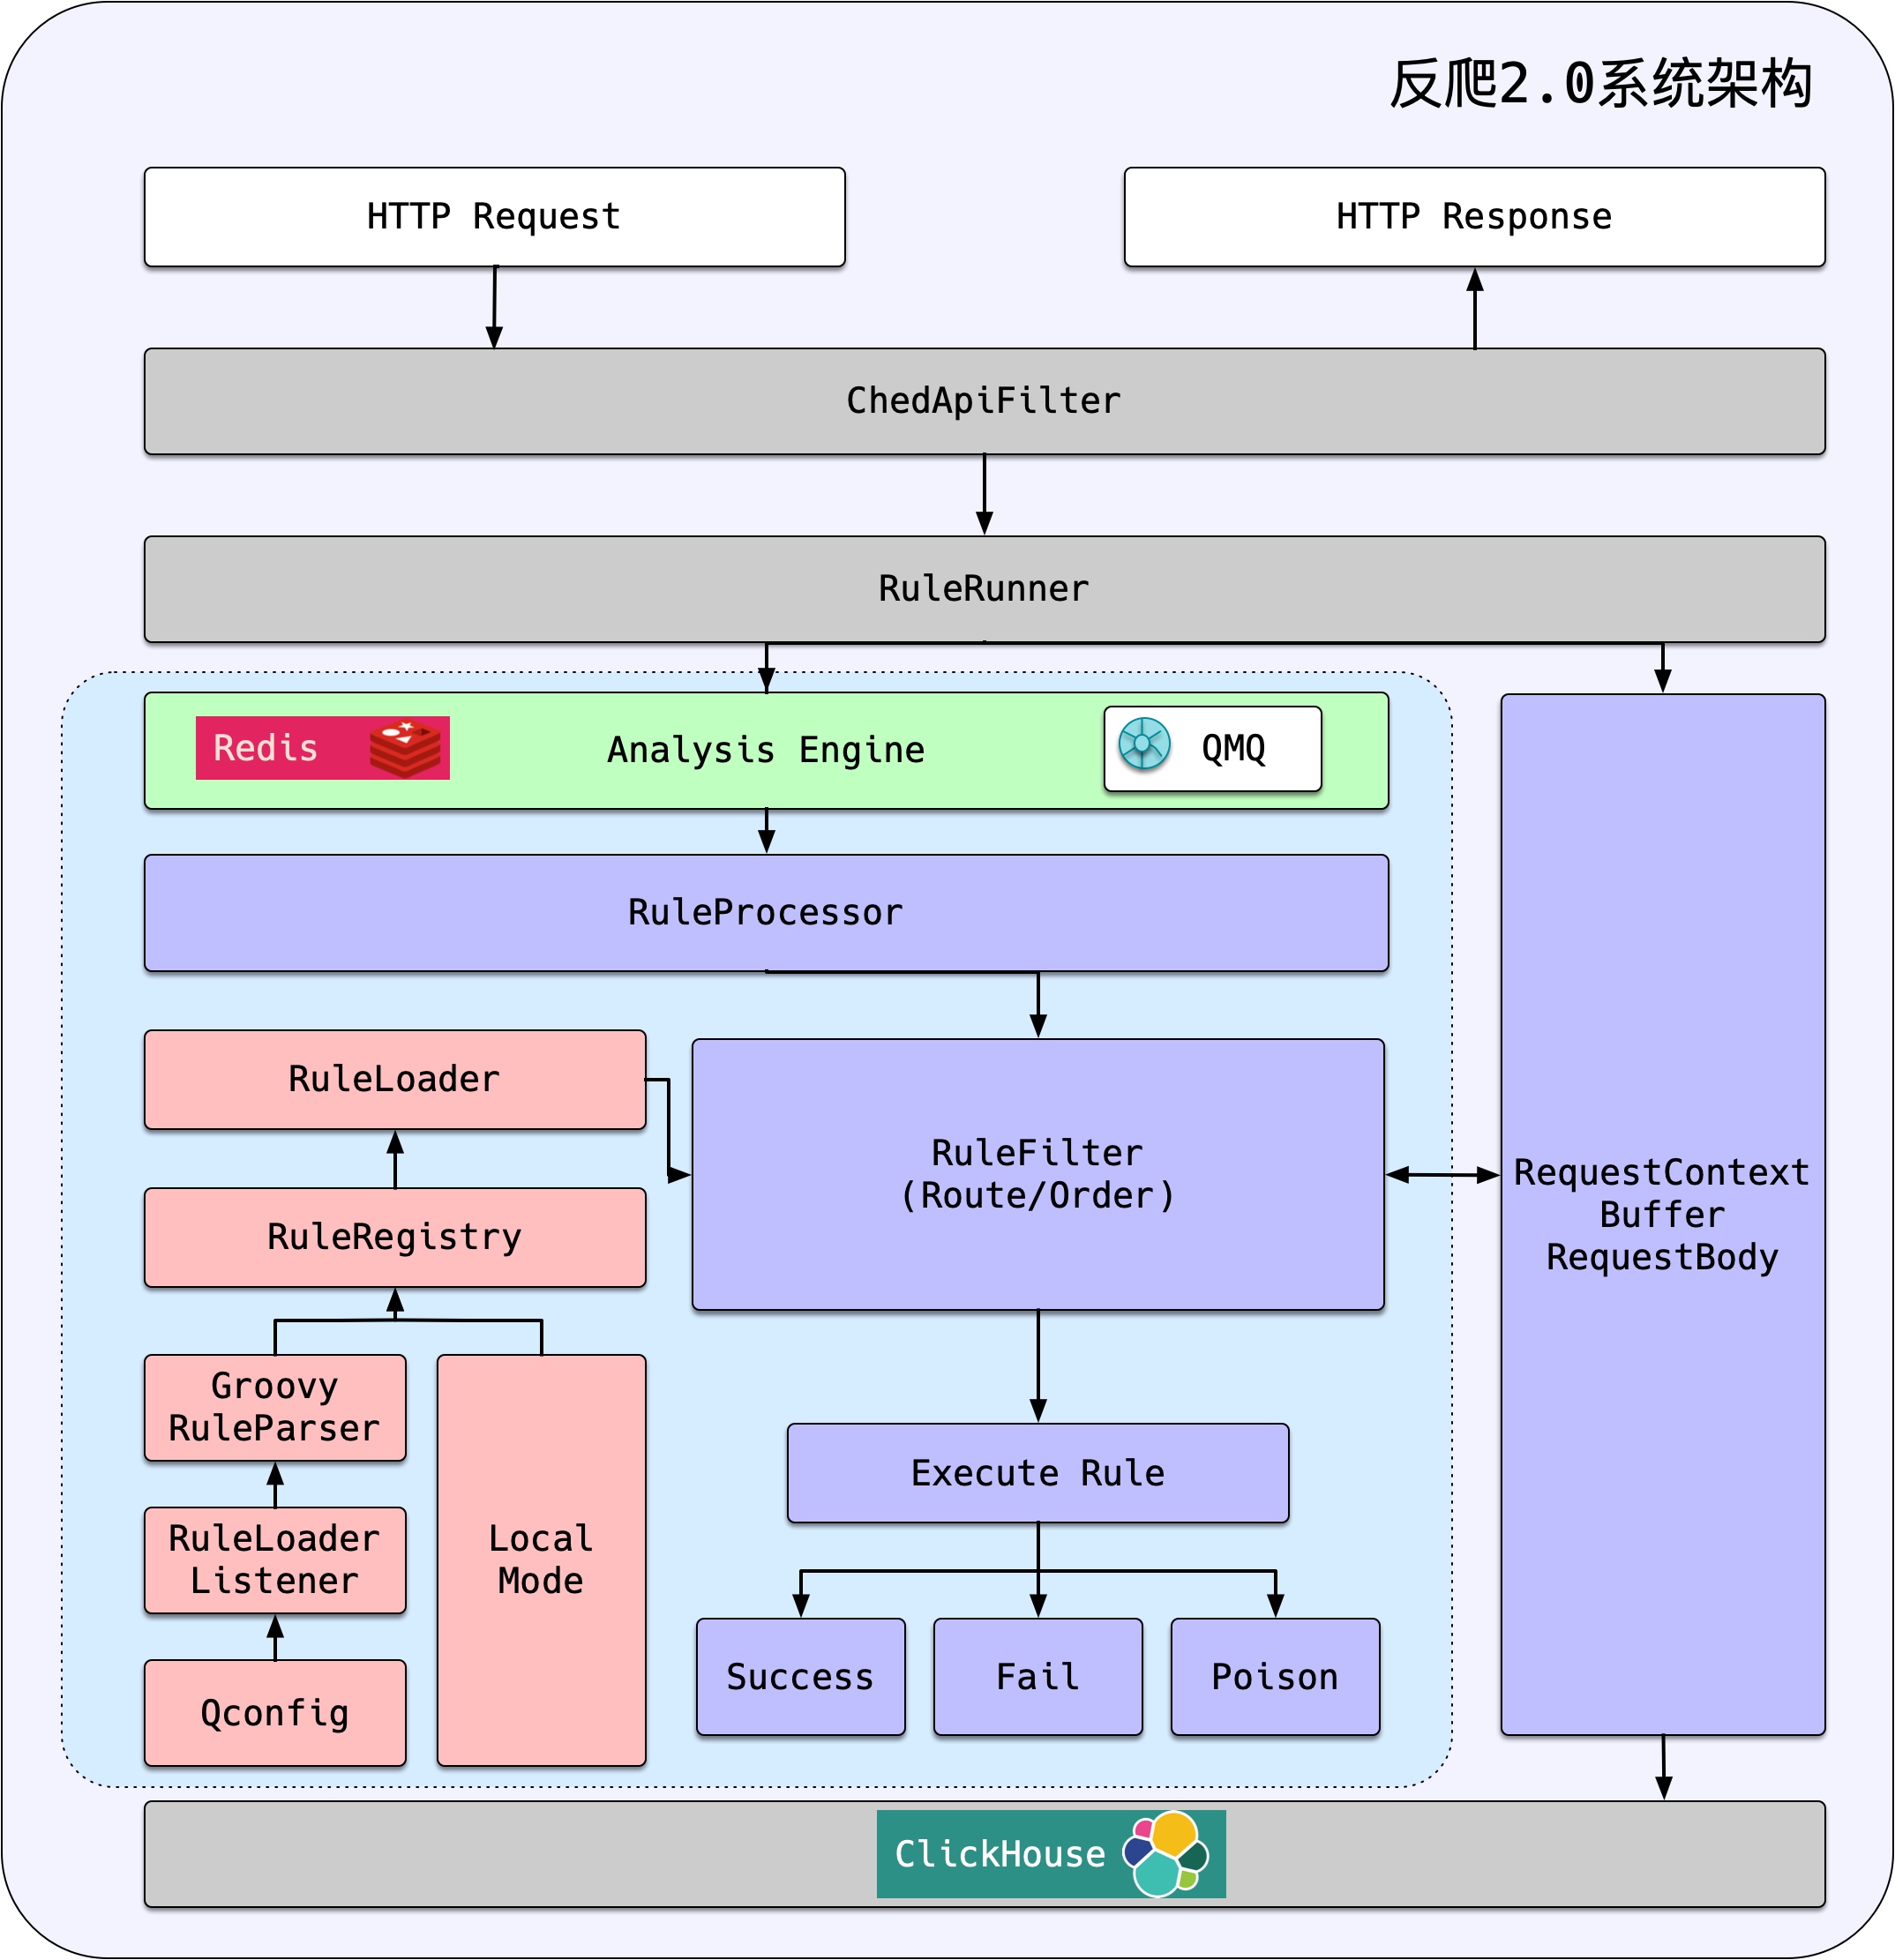 反爬2.0系统架构
HTTP Request
HTTP Response
ChedApiFilter
RuleRunner
Redis
Analysis Engine
QMQ
RuleProcessor
RuleLoader
RuleFilter
(Route/Order)
RequestContext
Buffer
RequestBody
RuleRegistry
Groovy
RuleParser
Local
Mode
RuleLoader
Listener
Qconfig
Execute Rule
Success
Fail
Poison
ClickHouse